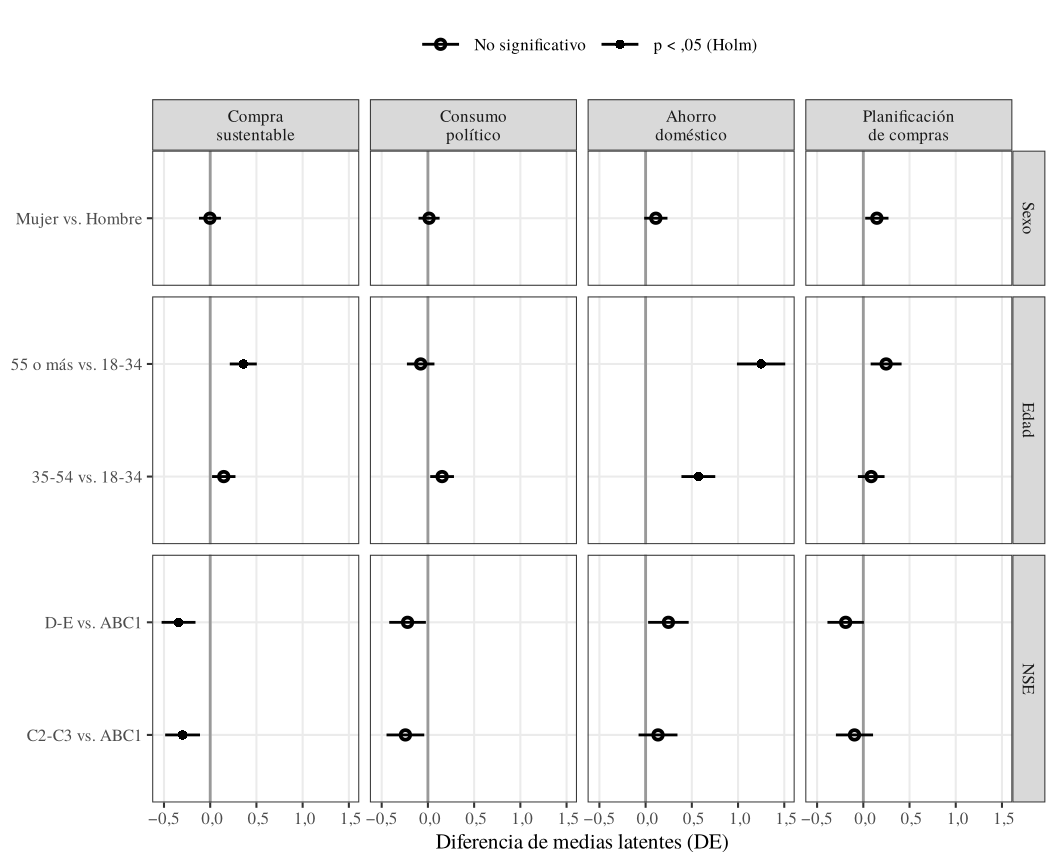 No significativo
p < ,05 (Holm)
Compra
sustentable
Consumo
político
Ahorro
doméstico
Planificación
de compras
Mujer vs. Hombre
Sexo
55 o más vs. 18-34
35-54 vs. 18-34
Edad
D-E vs. ABC1
C2-C3 vs. ABC1
NSE
−0,5 0,0 0,5 1,0 1,5
−0,5 0,0 0,5 1,0 1,5
−0,5 0,0 0,5 1,0 1,5
−0,5 0,0 0,5 1,0 1,5
Diferencia de medias latentes (DE)